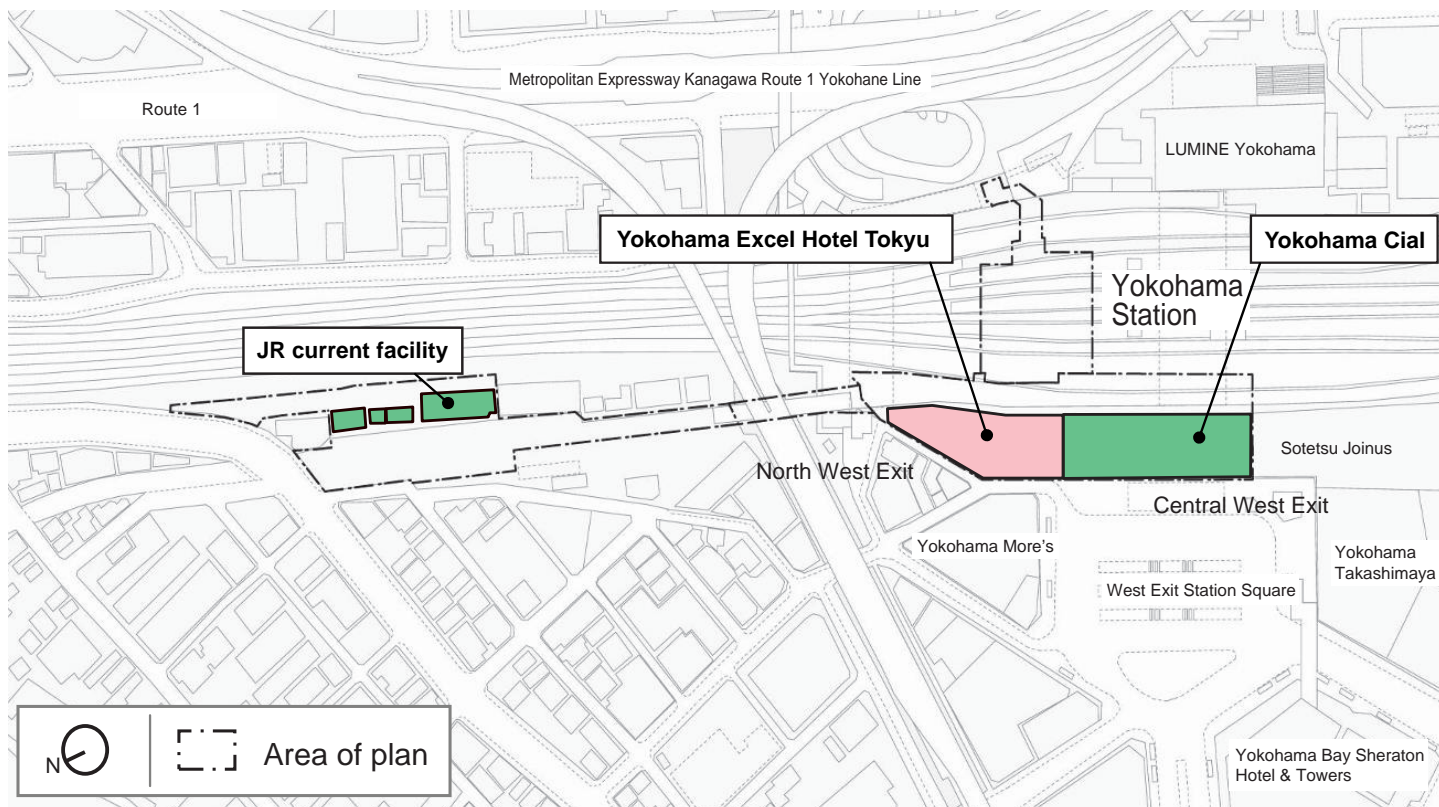 Metropolitan Expressway Kanagawa Route 1 Yokohane Line
Route 1
LUMINE Yokohama
Yokohama Excel Hotel Tokyu
Yokohama Cial
Yokohama
Station
JR current facility
Sotetsu Joinus
North West Exit
Central West Exit
Yokohama More's
Yokohama
Takashimaya
West Exit Station Square
N
Area of plan
Yokohama Bay Sheraton
Hotel & Towers